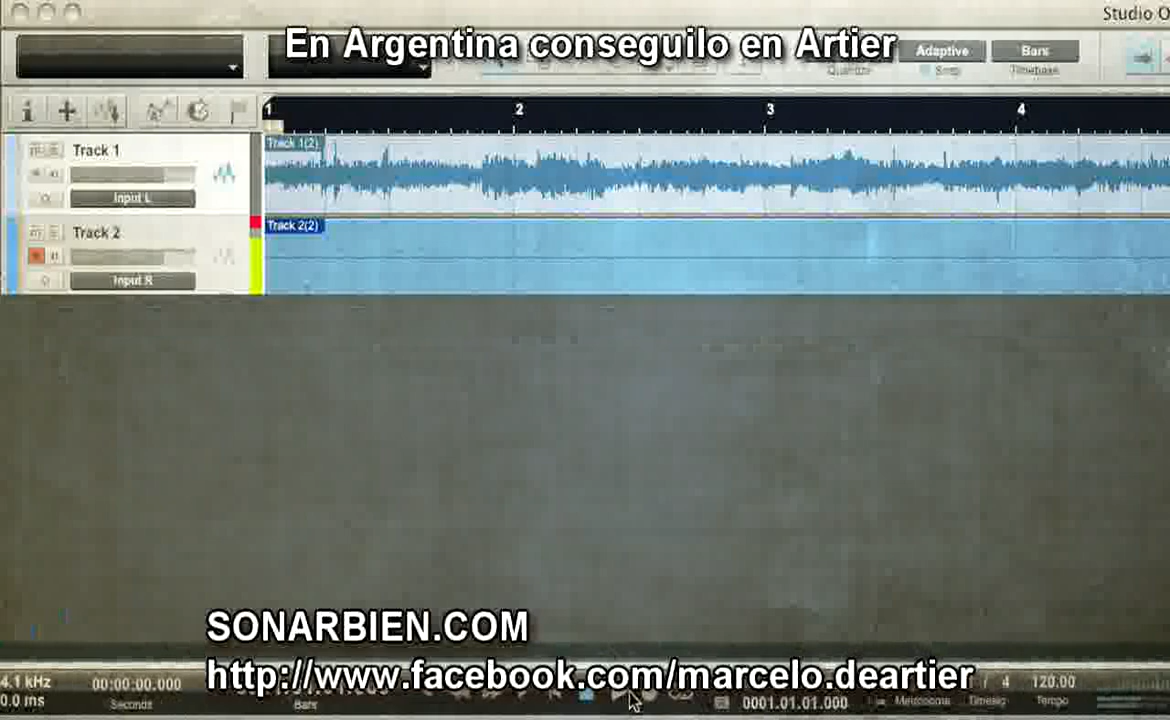 Studio O
En Argentina conseguilo en Artier
Adaptive
Bars
Quantize
Snap
Timebase
1
2
3
4
Track 1
Track 1(2)
Input L
Track 2
Track 2(2)
Input R
SONARBIEN.COM
http://www.facebook.com/marcelo.deartier
4.1 kHz
0.0 ms
00:00:00.000
Seconds
Bars
0001.01.01.000
/ 4
Metronome
Timesig
120.00
Tempo